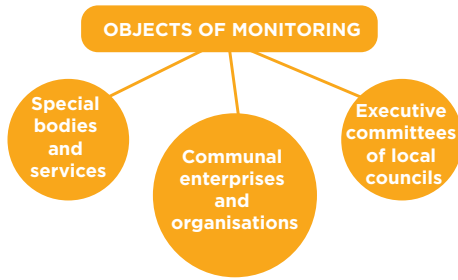 OBJECTS OF MONITORING
Special
bodies
and
services
Communal
enterprises
and
organisations
Executive
committees
of local
councils